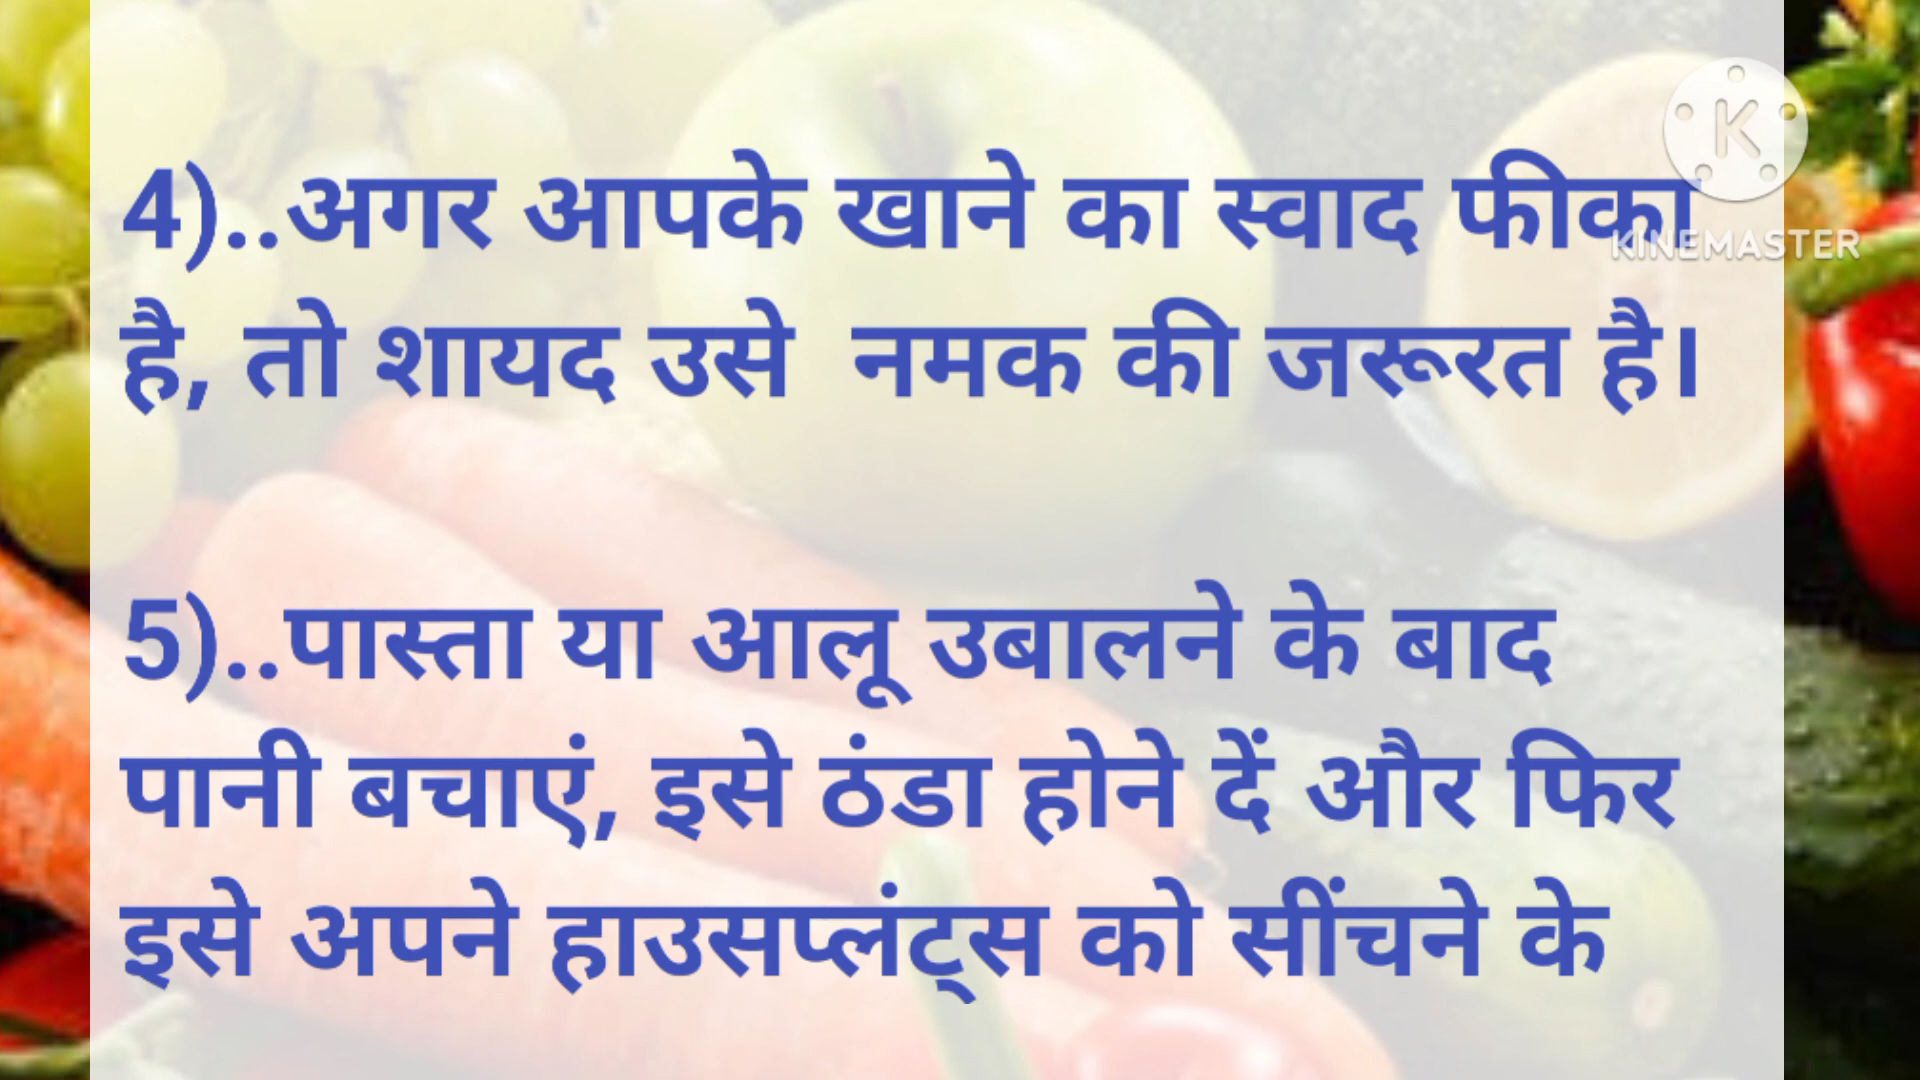 4)..अगर आपके खाने का स्वाद फीका
है, तो शायद उसे  नमक की जरूरत है।
5)..पास्ता या आलू उबालने के बाद
पानी बचाएं, इसे ठंडा होने दें और फिर
इसे अपने हाउसप्लंट्स को सींचने के
K
KINEMASTER